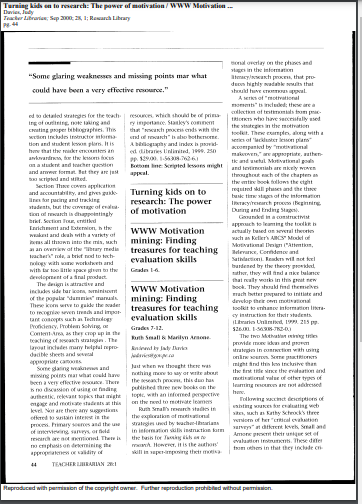 Turning kids on to research: The power of motivation / WWW Motivation ...
Davies, Judy
Teacher Librarian; Sep 2000; 28, 1; Research Library
pg. 44
"Some glaring weaknesses and missing points mar what
could have been a very effective resource."
ed to detailed strategies for the teach-
ing of outlining, note taking and
creating proper bibliographies. This
section includes instructor informa-
tion and student lesson plans. It is
here that the reader encounters an
awkwardness, for the lessons focus
on a student and teacher question
and answer format. But they are just
too scripted and stilted.
Section Three covers application
and accountability, and gives guide-
lines for pacing and tracking
students, but the coverage of evalua-
tion of research is disappointingly
brief. Section Four, entitled
Enrichment and Extension, is the
weakest and deals with a variety of
items all thrown into the mix, such
as an overview of the "library media
teacher's" role, a brief nod to tech-
nology with some worksheets and
with far too little space given to the
development of a final product.
The design is attractive and
includes side bar icons, reminiscent
of the popular "dummies" manuals.
These icons serve to guide the reader
to recognize seven trends and impor-
tant concepts such as Technology
Proficiency, Problem Solving, or
Content-Area, as they crop up in the
teaching of research strategies. The
layout includes many helpful repro-
ducible sheets and several
appropriate cartoons.
Some glaring weaknesses and
missing points mar what could have
been a very effective resource. There
is no discussion of using or finding
authentic, relevant topics that might
engage and motivate students at this
level. Nor are there any suggestions
offered to sustain interest in the
process. Primary sources and the use
of interviewing, surveys, or field
research are not mentioned. There is
no emphasis on determining the
appropriateness or validity of
resources, which should be of prima-
ry importance. Stanley's comment
that "research process ends with the
end of research" is also bothersome.
A bibliography and index is provid-
ed. (Libraries Unlimited, 1999. 250
pp. $29.00. 1-56308-762-6.)
Bottom line: Scripted lessons might
appeal.
Turning kids on to
research: The power
of motivation
WWW Motivation
mining: Finding
treasures for teaching
evaluation skills
Grades 1-6.
WWW Motivation
mining: Finding
treasures for teaching
evaluation skills
Grades 7-12.
Ruth Small & Marilyn Arnone.
Reviewed by Judy Davies
Just when we thought there was
nothing more to say or write about
the research process, this duo has
published three new books on the
topic, with an informed perspective
on the need to motivate learners.
Ruth Small's research studies in
the exploration of motivational
strategies used by teacher-librarians
in information skills instruction form
the basis for Turning kids on to
research. However, it is the authors'
skill in super-imposing their motiva-
tional overlay on the phases and
stages in the information
literacy/research process, that pro-
duces highly readable results that
should have enormous appeal.
A series of "motivational
moments" is included; these are a
collection of testimonials from prac-
titioners who have successfully used
the strategies in the motivation
toolkit. These examples, along with a
series of "lackluster lesson plans"
accompanied by "motivational
makeovers," are appropriate, authen-
tic and useful. Motivational goals
and testimonials are nicely woven
throughout each of the chapters as
the entire book follows the eight
required skill phases and the three
basic time stages of the information
literacy/research process (Beginning,
During and Ending Stages).
Grounded in a constructivist
approach to learning, the toolkit is
actually based on several theories
such as Keller's ARCS* Model of
Motivational Design (*Attention,
Relevance, Confidence and
Satisfaction). Readers will not feel
burdened by the theory provided,
rather, they will find a nice balance
that really works in this great new
book. They should find themselves
much better prepared to initiate and
develop their own motivational
toolkit to enhance information litera-
cy instruction for their students.
(Libraries Unlimited, 1999. 215 pp.
$26.00. 1-56308-782-0.)
The two Motivation mining titles
provide more ideas and proven
strategies in connection with using
online sources. Some practitioners
might find them less inclusive than
the first title since the evaluation and
motivational value of other types of
learning resources are not addressed
here.
Following succinct descriptions of
existing sources for evaluating web
sites, such as Kathy Schrock's three
versions of her "critical evaluation
surveys" at different levels, Small and
Arnone present their unique set of
evaluation instruments. These differ
from others in that they include cri-
44 TEACHER LIBRARIAN 28:1
Reproduced with permission of the copyright owner. Further reproduction prohibited without permission.